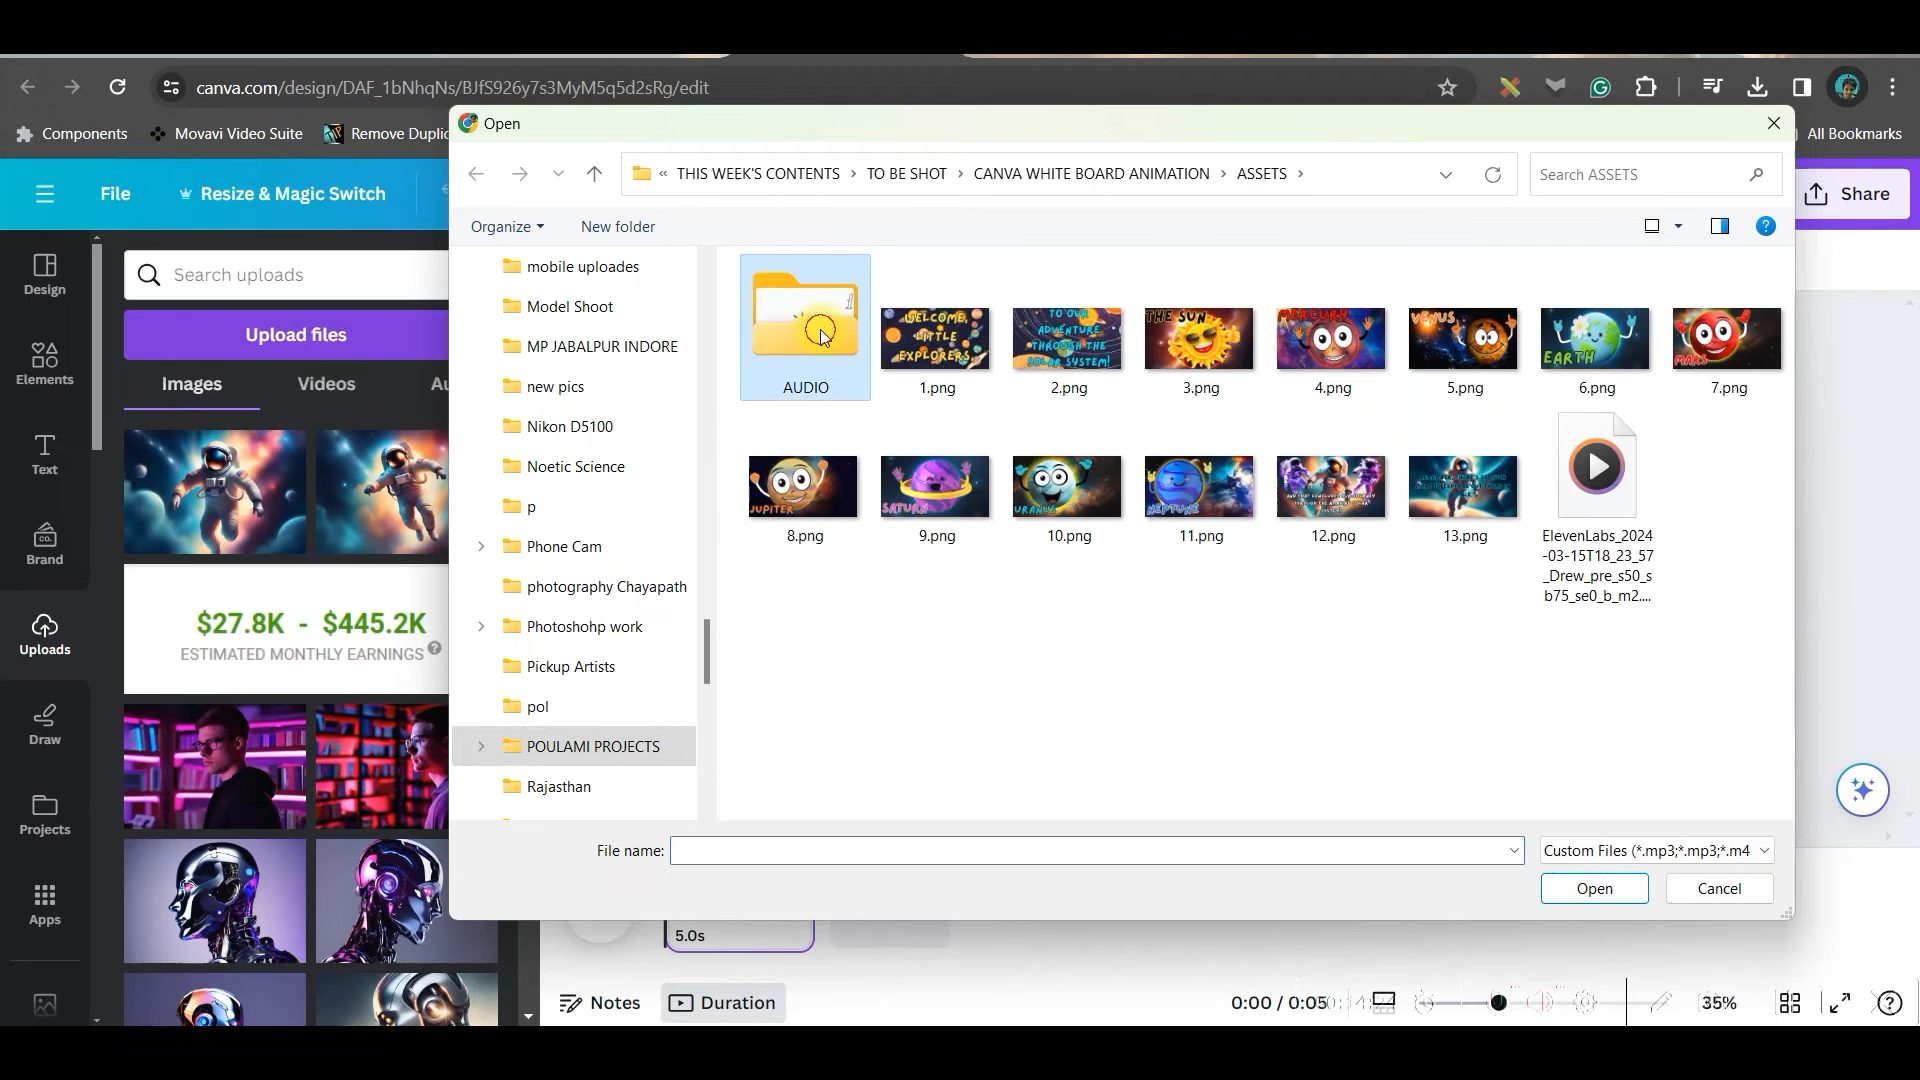 canva.com/design/DAF_1bNhqNs/BJfS926y7s3MyM5q5d2sRg/edit
Components
Movavi Video Suite
Remove Duplic
All Bookmarks
File
Resize & Magic Switch
Share
Design
Elements
Text
Brand
Uploads
Draw
Projects
Apps
Search uploads
Upload files
Images
Videos
Au
$27.8K - $445.2K
ESTIMATED MONTHLY EARNINGS
Open
« THIS WEEK'S CONTENTS > TO BE SHOT > CANVA WHITE BOARD ANIMATION > ASSETS >
Search ASSETS
Organize
New folder
mobile uploades
Model Shoot
MP JABALPUR INDORE
new pics
Nikon D5100
Noetic Science
p
Phone Cam
photography Chayapath
Photoshohp work
Pickup Artists
pol
POULAMI PROJECTS
Rajasthan
AUDIO
WELCOME,
LITTLE
EXPLORERS
1.png
TO OUR
ADVENTURE
THROUGH THE
SOLAR SYSTEM!
2.png
THE SUN
3.png
MERCURY
4.png
VENUS
5.png
EARTH
6.png
MARS
7.png
JUPITER
8.png
SATURN
9.png
URANUS
10.png
NEPTUNE
11.png
12.png
13.png
ElevenLabs_2024
-03-15T18_23_57
_Drew_pre_s50_s
b75_se0_b_m2....
File name:
Custom Files (*.mp3;*.mp3;*.m4
Open
Cancel
5.0s
Notes
Duration
0:00 / 0:05
35%